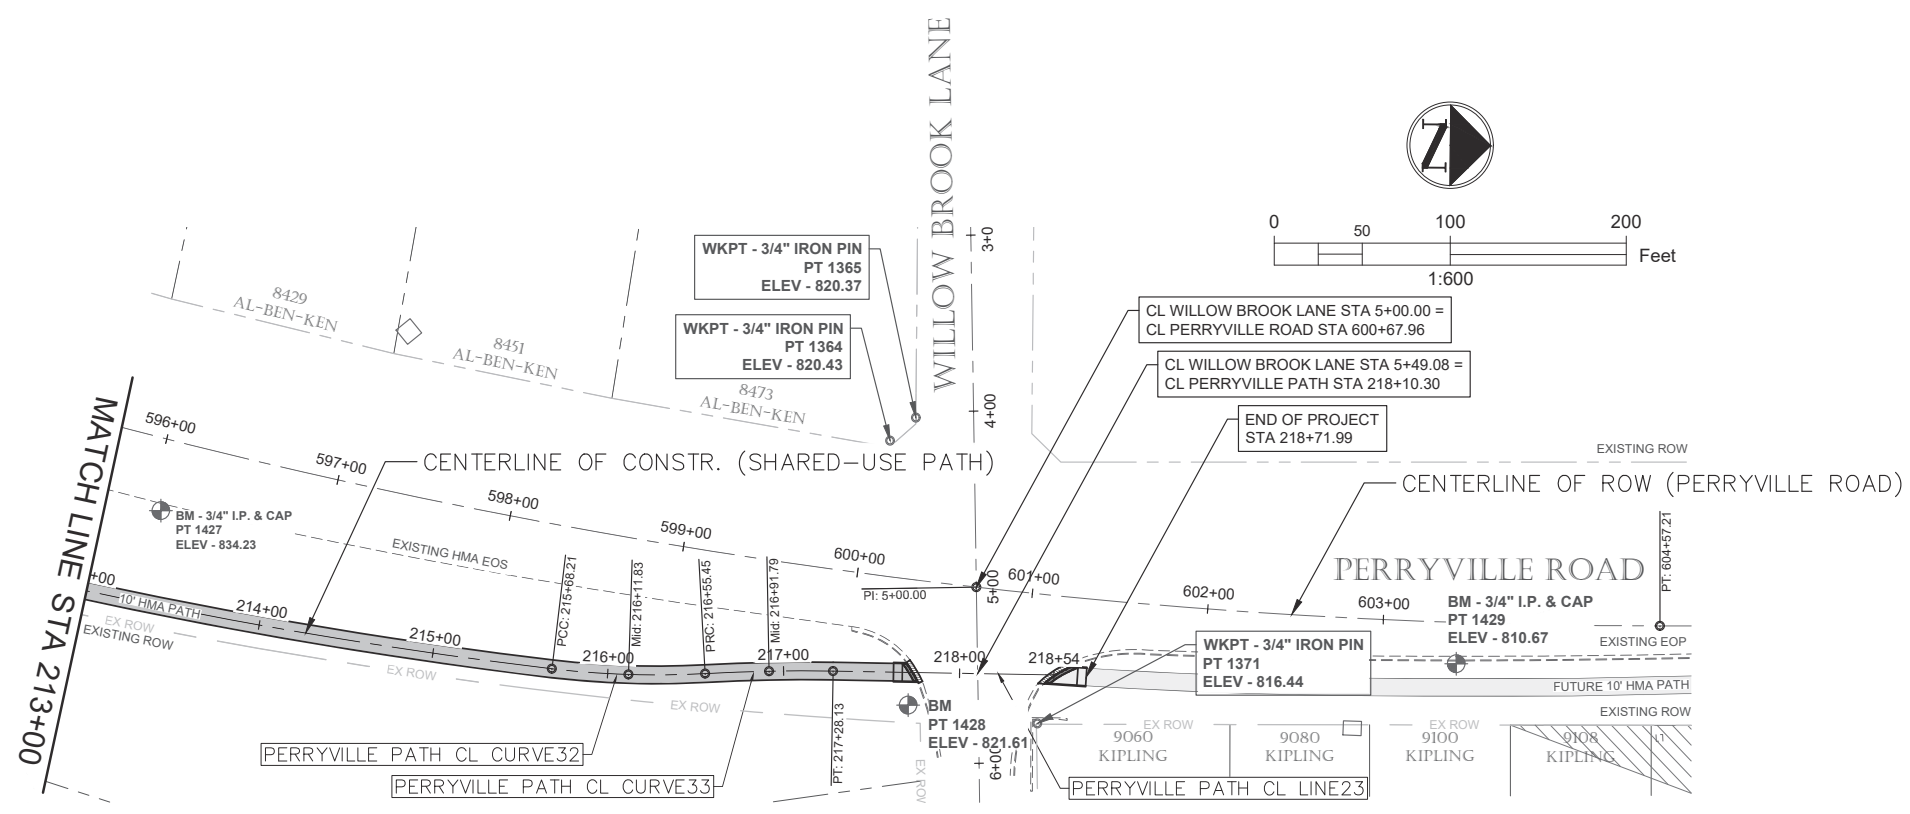 WILLOW BROOK LANE
N
0
50
100
200
Feet
1:600
WKPT - 3/4" IRON PIN
PT 1365
ELEV - 820.37
3+0
CL WILLOW BROOK LANE STA 5+00.00 =
CL PERRYVILLE ROAD STA 600+67.96
8429
AL-BEN-KEN
8451
AL-BEN-KEN
WKPT - 3/4" IRON PIN
PT 1364
ELEV - 820.43
CL WILLOW BROOK LANE STA 5+49.08 =
CL PERRYVILLE PATH STA 218+10.30
8473
AL-BEN-KEN
4+00
END OF PROJECT
STA 218+71.99
MATCH LINE STA 213+00
596+00
597+00
CENTERLINE OF CONSTR. (SHARED-USE PATH)
EXISTING ROW
CENTERLINE OF ROW (PERRYVILLE ROAD)
598+00
599+00
600+00
BM - 3/4" I.P. & CAP
PT 1427
ELEV - 834.23
EXISTING HMA EOS
PCC: 215+68.21
Mid: 216+11.83
PRC: 216+55.45
Mid: 216+91.79
PI: 5+00.00
5+00
601+00
602+00
603+00
PERRYVILLE ROAD
PT: 604+57.21
BM - 3/4" I.P. & CAP
PT 1429
ELEV - 810.67
EXISTING EOP
+00
10' HMA PATH
214+00
EX ROW
EXISTING ROW
215+00
216+00
217+00
218+00
218+54
WKPT - 3/4" IRON PIN
PT 1371
ELEV - 816.44
EX ROW
EX ROW
FUTURE 10' HMA PATH
EXISTING ROW
BM
PT 1428
ELEV - 821.61
PT: 217+28.13
EX ROW
EX ROW
9060
KIPLING
9080
KIPLING
9100
KIPLING
9108
KIPLING
LT
PERRYVILLE PATH CL CURVE32
PERRYVILLE PATH CL CURVE33
EX ROW
6+00
PERRYVILLE PATH CL LINE23